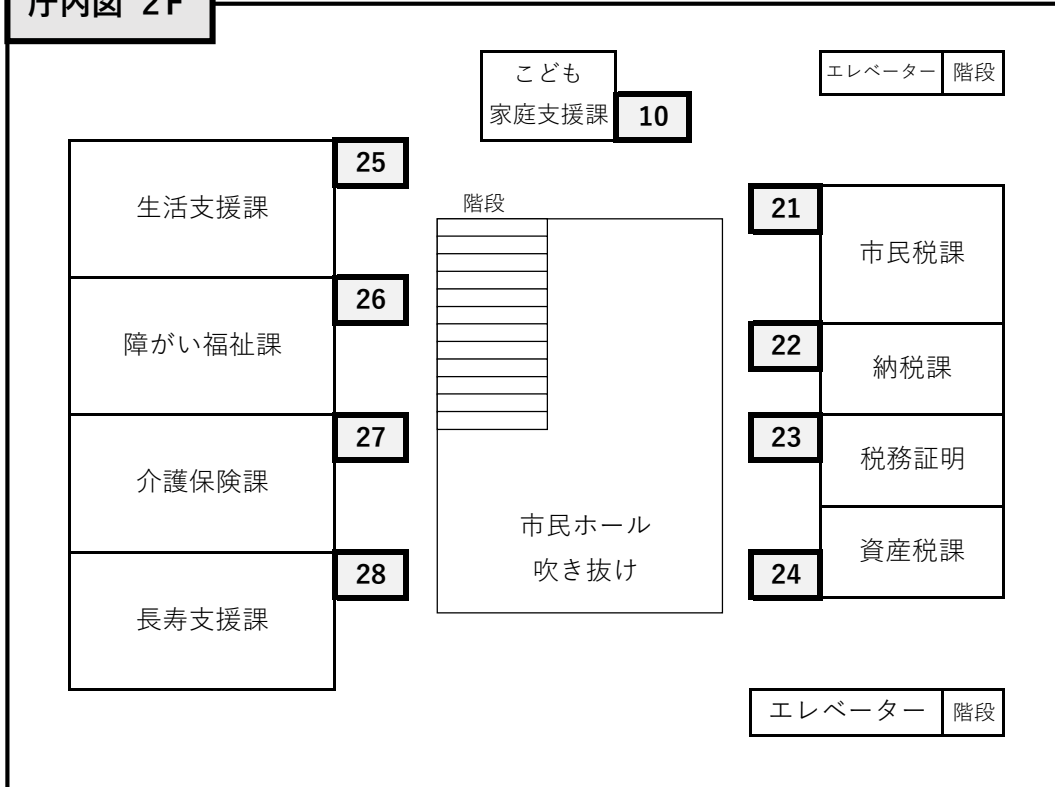 庁内図 2F
こども
家庭支援課
10
エレベーター 階段
25
生活支援課
26
障がい福祉課
27
介護保険課
28
長寿支援課
階段
市民ホール
吹き抜け
21
市民税課
22
納税課
23
税務証明
24
資産税課
エレベーター 階段